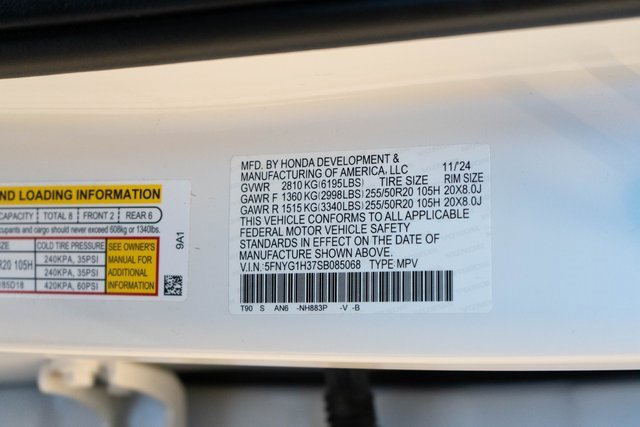 MFD. BY HONDA DEVELOPMENT &
MANUFACTURING OF AMERICA, LLC 11/'24
GVWR 2810 KG(6195LBS) TIRE SIZE RIM SIZE
GAWR F 1360 KG(2998LBS) 255/50R20 105H 20X8.0J
GAWR R 1515 KG(3340LBS) 255/50R20 105H 20X8.0J
THIS VEHICLE CONFORMS TO ALL APPLICABLE
FEDERAL MOTOR VEHICLE SAFETY
STANDARDS IN EFFECT ON THE DATE OF
MANUFACTURE SHOWN ABOVE.
V.I.N.: 5FNYG1H37SB085068 TYPE: MPV
T90 S AN6 -NH883P -V -B
ND LOADING INFORMATION
CAPACITY TOTAL 8 FRONT 2 REAR 6
cupants and cargo should never exceed 608kg or 1340lbs.
ZE COLD TIRE PRESSURE SEE OWNER'S
R20 105H 240KPA, 35PSI MANUAL FOR
240KPA, 35PSI ADDITIONAL
85D18 420KPA, 60PSI INFORMATION
9A1